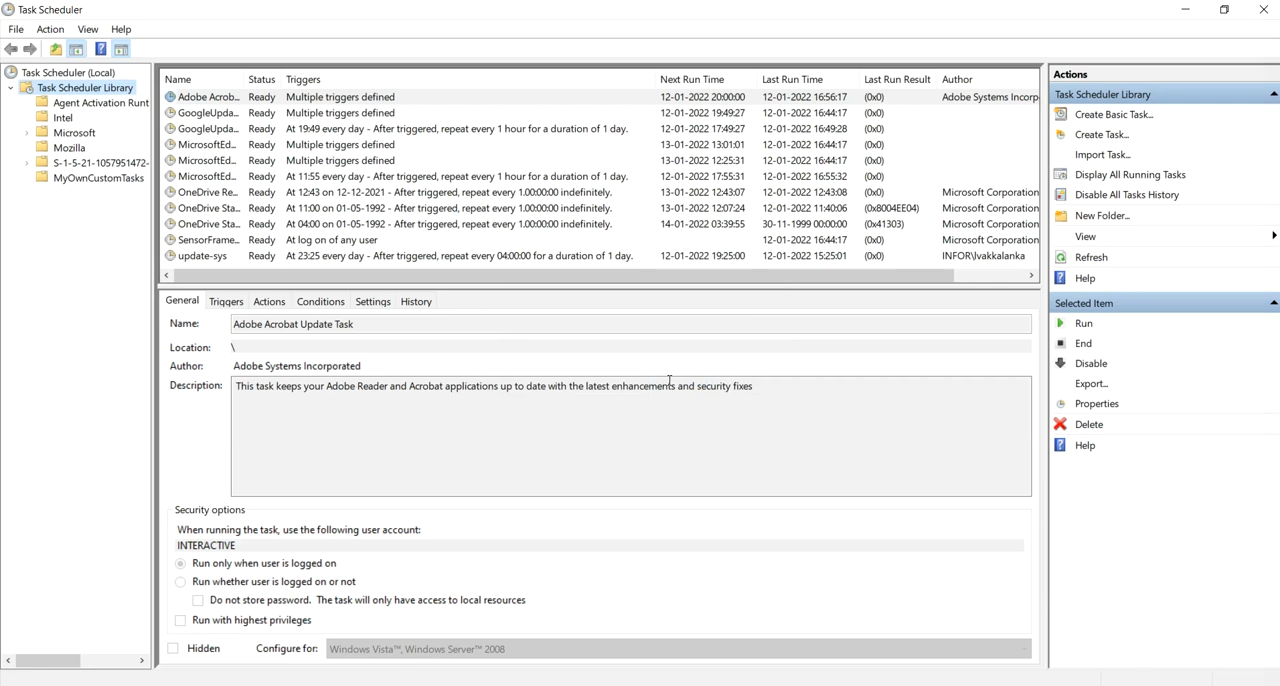 Task Scheduler
File Action View Help
Task Scheduler (Local)
Task Scheduler Library
Agent Activation Runt
Intel
Microsoft
Mozilla
S-1-5-21-1057951472-
MyOwnCustomTasks
Name Status Triggers Next Run Time Last Run Time Last Run Result Author
Adobe Acrob... Ready Multiple triggers defined 12-01-2022 20:00:00 12-01-2022 16:56:17 (0x0) Adobe Systems Incorp
GoogleUpda... Ready Multiple triggers defined 12-01-2022 19:49:27 12-01-2022 16:44:17 (0x0)
GoogleUpda... Ready At 19:49 every day - After triggered, repeat every 1 hour for a duration of 1 day. 12-01-2022 17:49:27 12-01-2022 16:49:28 (0x0)
MicrosoftEd... Ready Multiple triggers defined 13-01-2022 13:01:01 12-01-2022 16:44:17 (0x0)
MicrosoftEd... Ready Multiple triggers defined 13-01-2022 12:25:31 12-01-2022 16:44:17 (0x0)
MicrosoftEd... Ready At 11:55 every day - After triggered, repeat every 1 hour for a duration of 1 day. 12-01-2022 17:55:31 12-01-2022 16:55:32 (0x0)
OneDrive Re... Ready At 12:43 on 12-12-2021 - After triggered, repeat every 1.00:00:00 indefinitely. 13-01-2022 12:43:07 12-01-2022 12:43:08 (0x0) Microsoft Corporation
OneDrive Sta... Ready At 11:00 on 01-05-1992 - After triggered, repeat every 1.00:00:00 indefinitely. 13-01-2022 12:07:24 12-01-2022 11:40:06 (0x8004EE04) Microsoft Corporation
OneDrive Sta... Ready At 04:00 on 01-05-1992 - After triggered, repeat every 1.00:00:00 indefinitely. 14-01-2022 03:39:55 30-11-1999 00:00:00 (0x41303) Microsoft Corporation
SensorFrame... Ready At log on of any user 12-01-2022 16:44:17 (0x0) Microsoft Corporation
update-sys Ready At 23:25 every day - After triggered, repeat every 04:00:00 for a duration of 1 day. 12-01-2022 19:25:00 12-01-2022 15:25:01 (0x0) INFOR\lvakkalanka
General Triggers Actions Conditions Settings History
Name: Adobe Acrobat Update Task
Location: \
Author: Adobe Systems Incorporated
Description: This task keeps your Adobe Reader and Acrobat applications up to date with the latest enhancements and security fixes
Security options
When running the task, use the following user account:
INTERACTIVE
Run only when user is logged on
Run whether user is logged on or not
Do not store password. The task will only have access to local resources
Run with highest privileges
Hidden Configure for: Windows Vista™, Windows Server™ 2008
Actions
Task Scheduler Library
Create Basic Task...
Create Task...
Import Task...
Display All Running Tasks
Disable All Tasks History
New Folder...
View
Refresh
Help
Selected Item
Run
End
Disable
Export...
Properties
Delete
Help